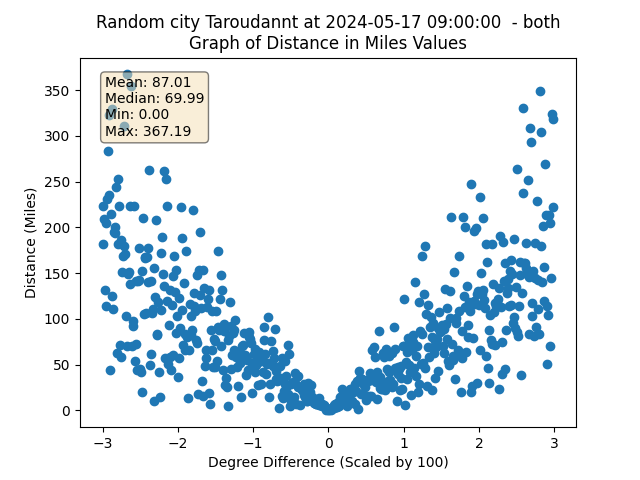 Random city Taroudannt at 2024-05-17 09:00:00  - both
Graph of Distance in Miles Values
Mean: 87.01
Median: 69.99
Min: 0.00
Max: 367.19
350
300
250
200
150
100
50
0
Distance (Miles)
−3 −2 −1 0 1 2 3
Degree Difference (Scaled by 100)